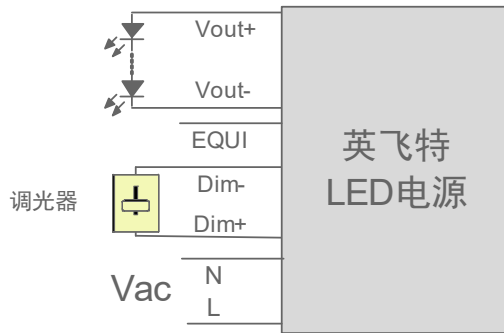 Vout+
Vout-
EQUI
Dim-
Dim+
调光器
Vac
N
L
英飞特
LED电源